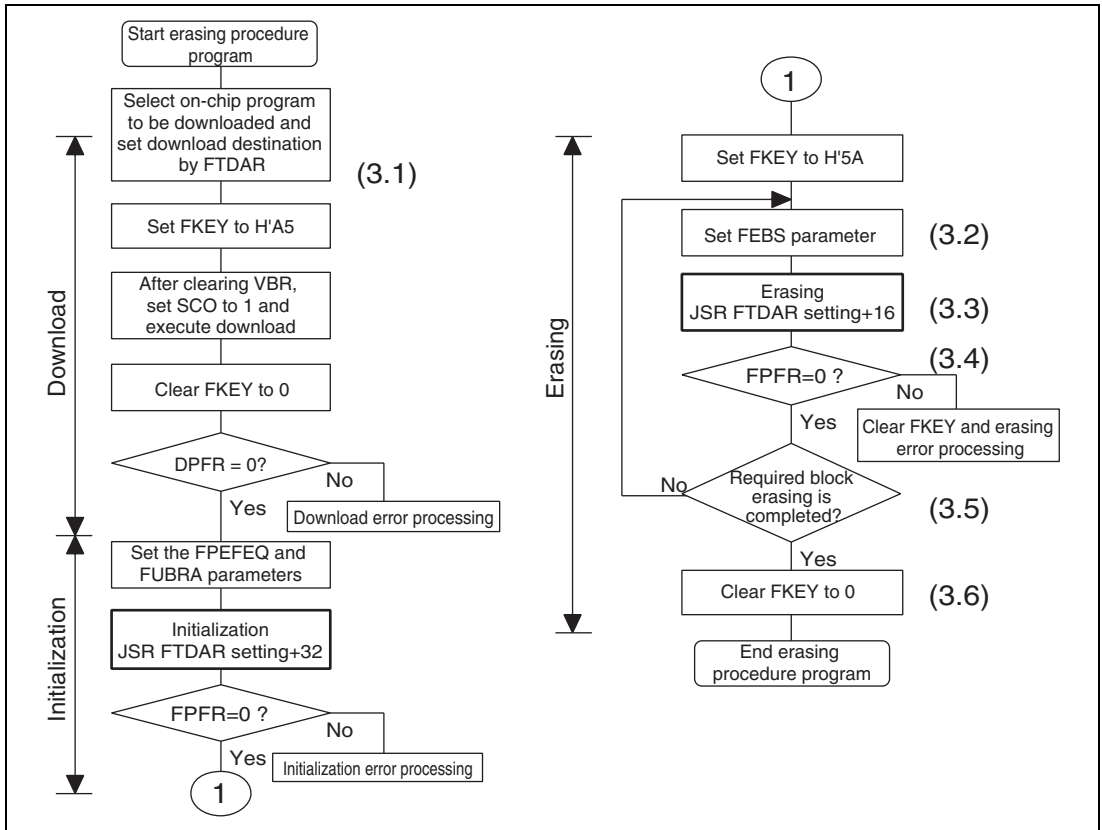 Start erasing procedure
program
Select on-chip program
to be downloaded and
set download destination
by FTDAR
(3.1)
Set FKEY to H'A5
After clearing VBR,
set SCO to 1 and
execute download
Clear FKEY to 0
DPFR = 0?
No
Yes
Download error processing
Download
Set the FPEFEQ and
FUBRA parameters
Initialization
JSR FTDAR setting+32
FPFR=0 ?
No
Yes
Initialization error processing
Initialization
1
1
Set FKEY to H'5A
Set FEBS parameter
(3.2)
Erasing
JSR FTDAR setting+16
(3.3)
(3.4)
FPFR=0 ?
No
Yes
Clear FKEY and erasing
error processing
Erasing
No
Required block
erasing is
completed?
(3.5)
Yes
Clear FKEY to 0
(3.6)
End erasing
procedure program